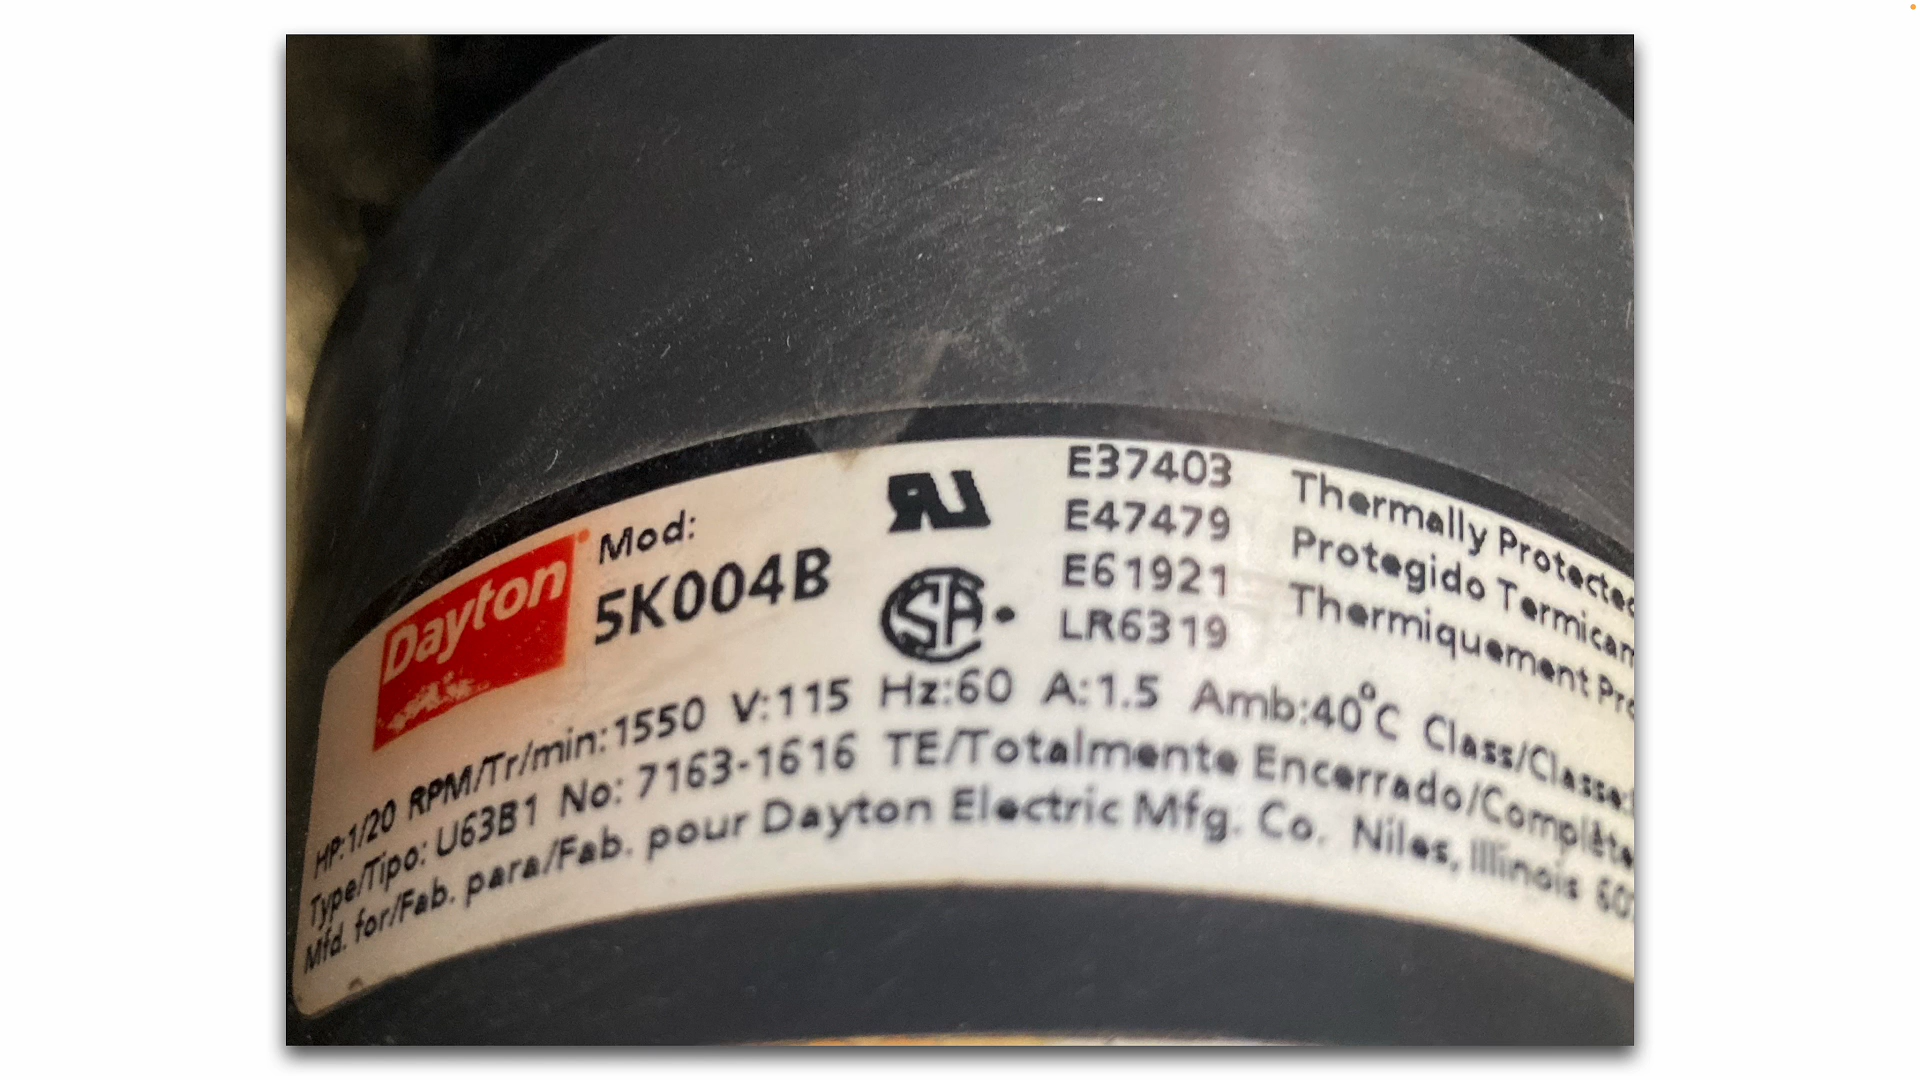 Dayton
Mod:
5K004B
E37403
E47479
E61921
LR6319
Thermally Protected
Protegido Termicam
Thermiquement Pro
HP:1/20 RPM/Tr/min:1550 V:115 Hz:60 A:1.5 Amb:40°C Class/Classe:
Type/Tipo: U63B1 No: 7163-1616 TE/Totalmente Encerrado/Complète
Mfd. for/Fab. para/Fab. pour Dayton Electric Mfg. Co. Niles, Illinois 607